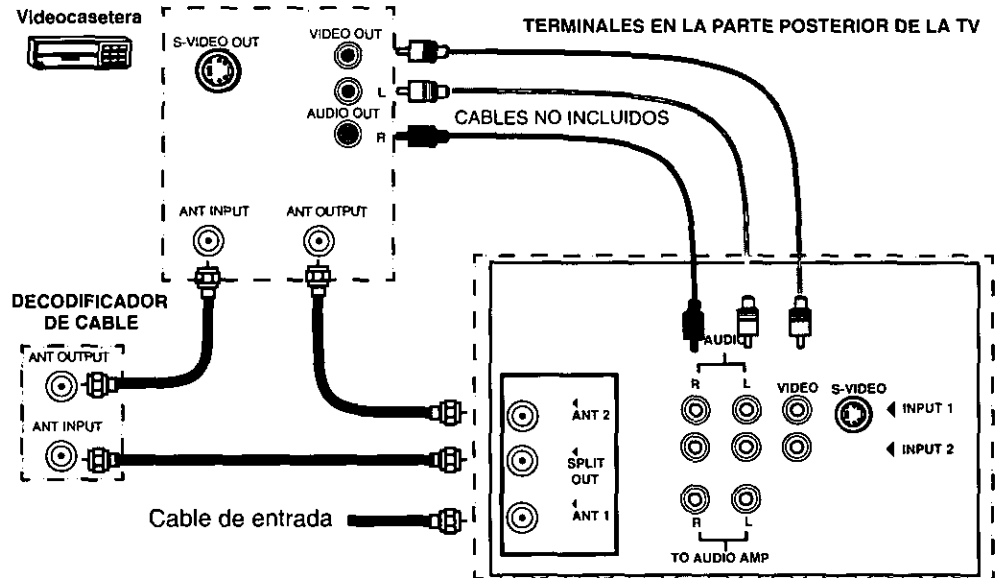 Videocasetera
TERMINALES EN LA PARTE POSTERIOR DE LA TV
S-VIDEO OUT
VIDEO OUT
L
AUDIO OUT
R
CABLES NO INCLUIDOS
ANT INPUT
ANT OUTPUT
DECODIFICADOR
DE CABLE
ANT OUTPUT
ANT INPUT
Cable de entrada
ANT 2
SPLIT
OUT
ANT 1
AUDIO
R
L
VIDEO
S-VIDEO
INPUT 1
INPUT 2
R
L
TO AUDIO AMP